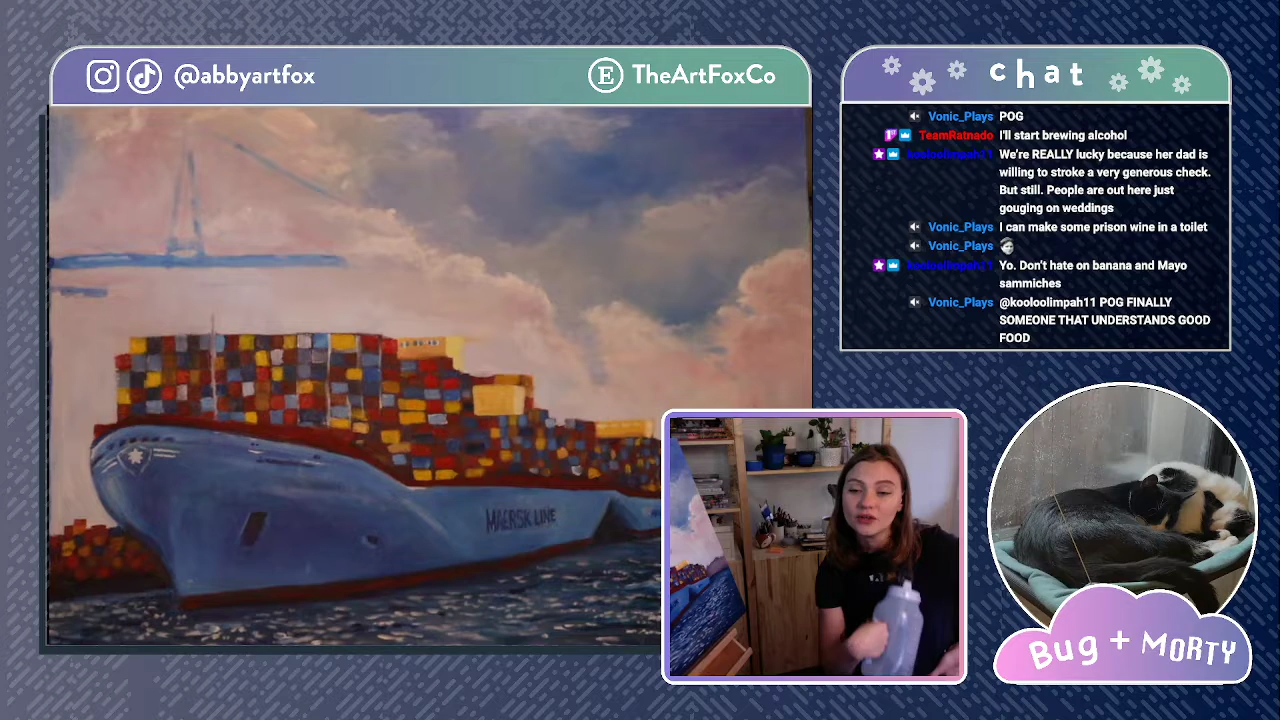 @abbyartfox
TheArtFoxCo
chat
Vonic_Plays POG
TeamRatnado I'll start brewing alcohol
kooloolimpah11 We're REALLY lucky because her dad is
willing to stroke a very generous check.
But still. People are out here just
gouging on weddings
Vonic_Plays I can make some prison wine in a toilet
Vonic_Plays
kooloolimpah11 Yo. Don't hate on banana and Mayo
sammiches
Vonic_Plays @kooloolimpah11 POG FINALLY
SOMEONE THAT UNDERSTANDS GOOD
FOOD
MAERSK LINE
Bug + MORTY